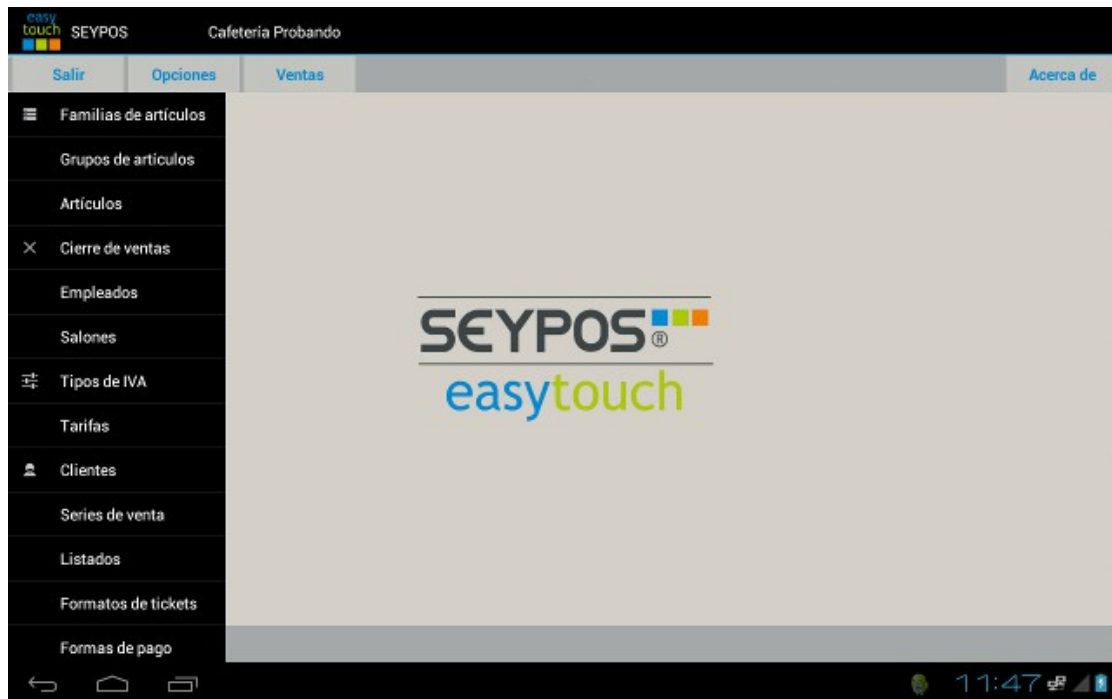 easy
touch SEYPOS Cafetería Probando
Salir Opciones Ventas Acerca de
Familias de artículos
Grupos de artículos
Artículos
Cierre de ventas
Empleados
Salones
Tipos de IVA
Tarifas
Clientes
Series de venta
Listados
Formatos de tickets
Formas de pago
SEYPOS®
easytouch
11:47